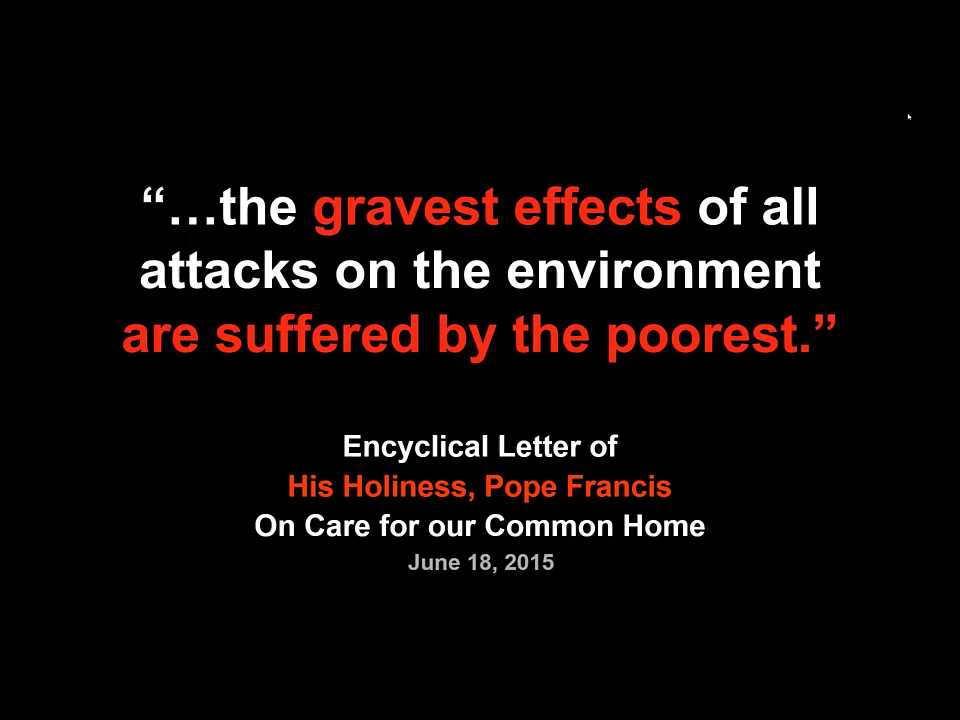 “…the gravest effects of all
attacks on the environment
are suffered by the poorest.”
Encyclical Letter of
His Holiness, Pope Francis
On Care for our Common Home
June 18, 2015